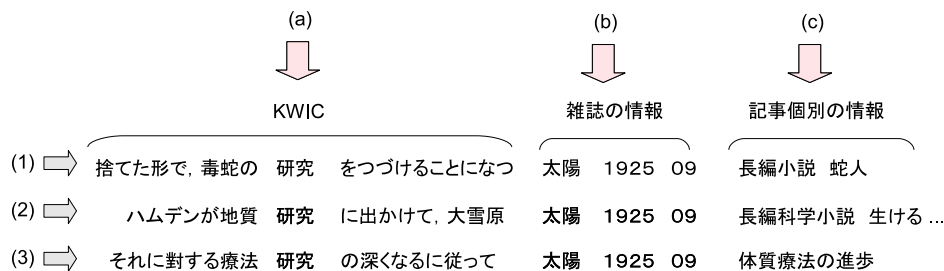 (a) (b) (c)
KWIC 雑誌の情報 記事個別の情報
(1) 捨てた形で, 毒蛇の 研究 をつづけることになつ 太陽 1925 09 長編小説 蛇人
(2) ハムデンが地質 研究 に出かけて, 大雪原 太陽 1925 09 長編科学小説 生ける ...
(3) それに對する療法 研究 の深くなるに従って 太陽 1925 09 体質療法の進歩